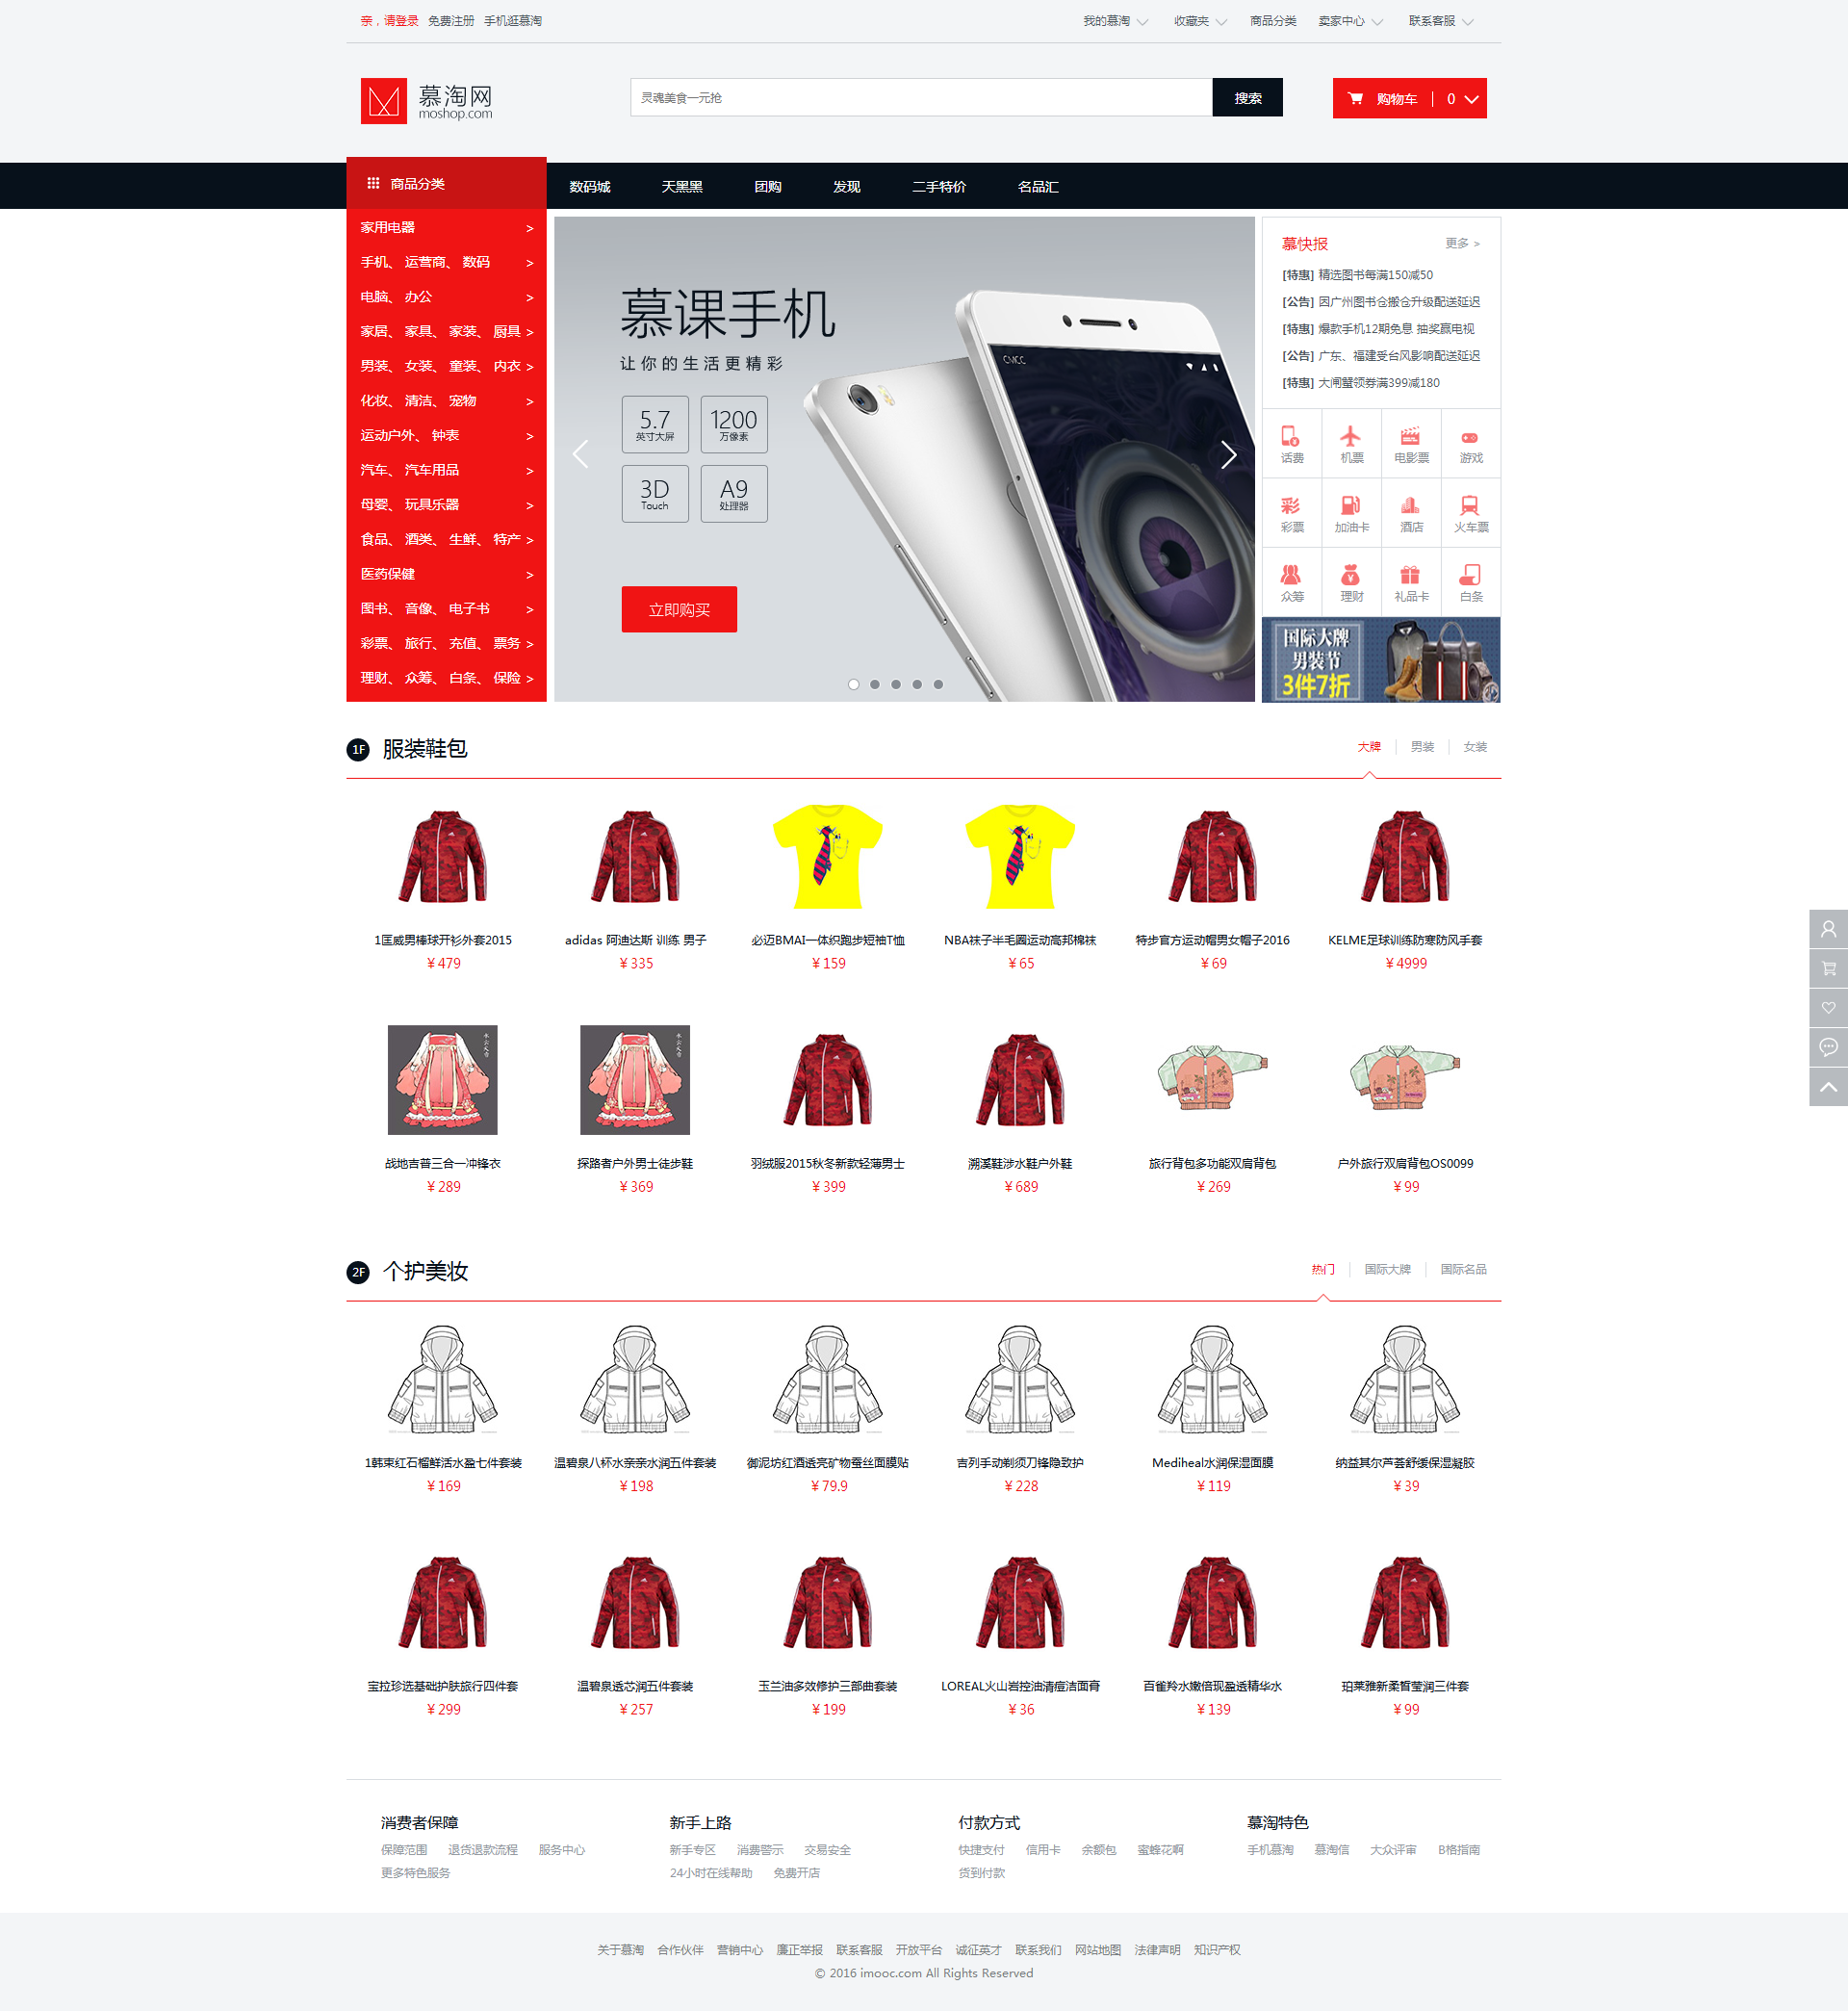 亲，请登录 免费注册 手机逛慕淘 我的慕淘 收藏夹 商品分类 卖家中心 联系客服
慕淘网
moshop.com
灵魂美食一元抢 搜索
购物车 0
商品分类 数码城 天黑黑 团购 发现 二手特价 名品汇
家用电器 >
手机、 运营商、 数码 >
电脑、 办公 >
家居、 家具、 家装、 厨具 >
男装、 女装、 童装、 内衣 >
化妆、 清洁、 宠物 >
运动户外、 钟表 >
汽车、 汽车用品 >
母婴、 玩具乐器 >
食品、 酒类、 生鲜、 特产 >
医药保健 >
图书、 音像、 电子书 >
彩票、 旅行、 充值、 票务 >
理财、 众筹、 白条、 保险 >
慕课手机
让你的生活更精彩
5.7 1200
英寸大屏 万像素
3D A9
Touch 处理器
立即购买
CMCC
慕快报 更多 >
[特惠] 精选图书每满150减50
[公告] 因广州图书仓搬仓升级配送延迟
[特惠] 爆款手机12期免息 抽奖赢电视
[公告] 广东、福建受台风影响配送延迟
[特惠] 大闸蟹领券满399减180
话费 机票 电影票 游戏
彩
彩票 加油卡 酒店 火车票
众筹 理财 礼品卡 白条
国际大牌
男装节
3件7折
1F 服装鞋包 大牌 男装 女装
1匡威男棒球开衫外套2015 adidas 阿迪达斯 训练 男子 必迈BMAI一体织跑步短袖T恤 NBA袜子半毛圆运动高邦棉袜 特步官方运动帽男女帽子2016 KELME足球训练防寒防风手套
¥ 479 ¥ 335 ¥ 159 ¥ 65 ¥ 69 ¥ 4999
战地吉普三合一冲锋衣 探路者户外男士徒步鞋 羽绒服2015秋冬新款轻薄男士 溯溪鞋涉水鞋户外鞋 旅行背包多功能双肩背包 户外旅行双肩背包OS0099
¥ 289 ¥ 369 ¥ 399 ¥ 689 ¥ 269 ¥ 99
2F 个护美妆 热门 国际大牌 国际名品
1韩束红石榴鲜活水盈七件套装 温碧泉八杯水亲亲水润五件套装 御泥坊红酒透亮矿物蚕丝面膜贴 吉列手动剃须刀锋隐致护 Mediheal水润保湿面膜 纳益其尔芦荟舒缓保湿凝胶
¥ 169 ¥ 198 ¥ 79.9 ¥ 228 ¥ 119 ¥ 39
宝拉珍选基础护肤旅行四件套 温碧泉透芯润五件套装 玉兰油多效修护三部曲套装 LOREAL火山岩控油清痘洁面膏 百雀羚水嫩倍现盈透精华水 珀莱雅新柔皙莹润三件套
¥ 299 ¥ 257 ¥ 199 ¥ 36 ¥ 139 ¥ 99
消费者保障 新手上路 付款方式 慕淘特色
保障范围 退货退款流程 服务中心 新手专区 消费警示 交易安全 快捷支付 信用卡 余额包 蜜蜂花啊 手机慕淘 慕淘信 大众评审 B格指南
更多特色服务 24小时在线帮助 免费开店 货到付款
关于慕淘 合作伙伴 营销中心 廉正举报 联系客服 开放平台 诚征英才 联系我们 网站地图 法律声明 知识产权
© 2016 imooc.com All Rights Reserved